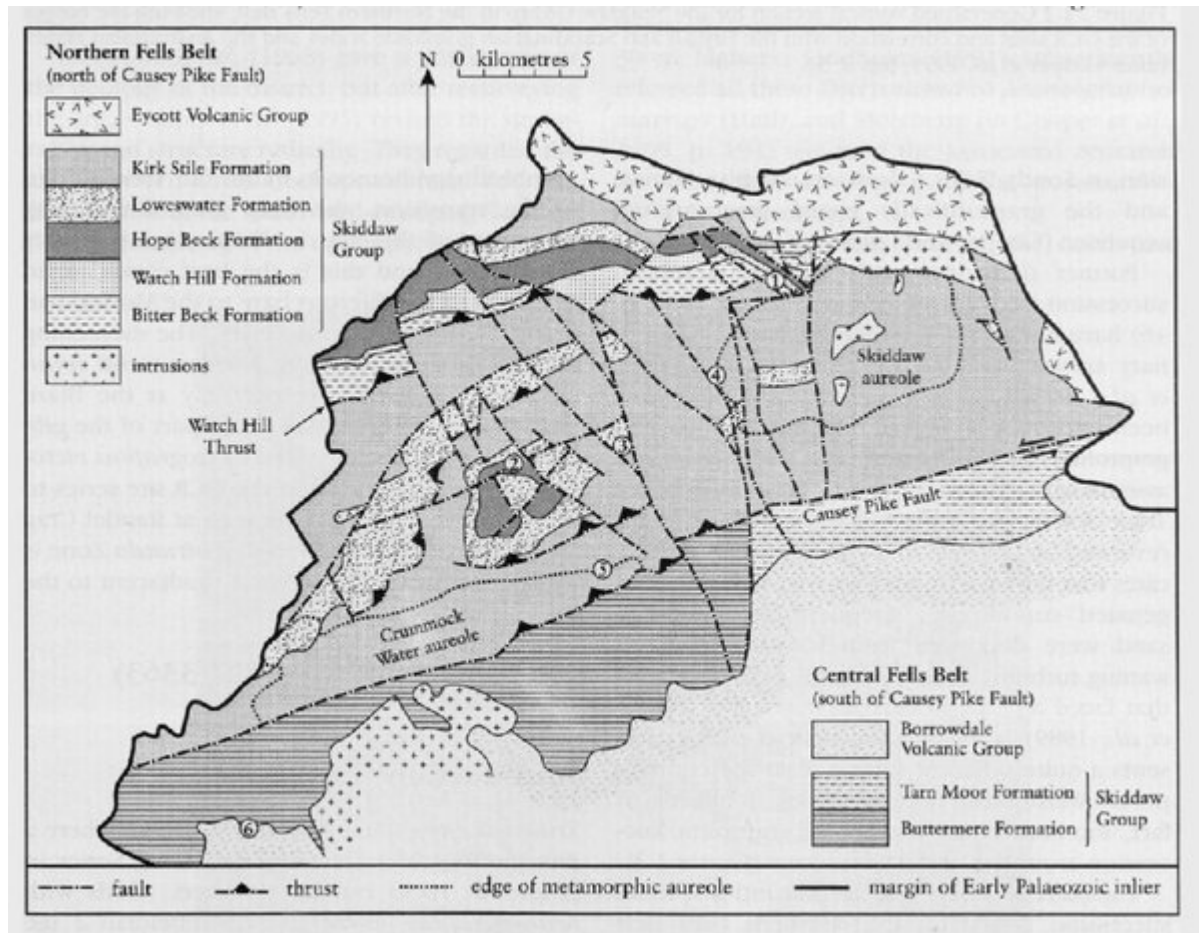 Northern Fells Belt
(north of Causey Pike Fault)
Eycott Volcanic Group
Kirk Stile Formation
Loweswater Formation
Hope Beck Formation
Watch Hill Formation
Bitter Beck Formation
Skiddaw
Group
intrusions
N
0 kilometres 5
1
4
Skiddaw
aureole
Watch Hill
Thrust
3
2
Causey Pike Fault
5
Crummock
Water aureole
6
Central Fells Belt
(south of Causey Pike Fault)
Borrowdale
Volcanic Group
Tarn Moor Formation
Buttermere Formation
Skiddaw
Group
fault
thrust
edge of metamorphic aureole
margin of Early Palaeozoic inlier